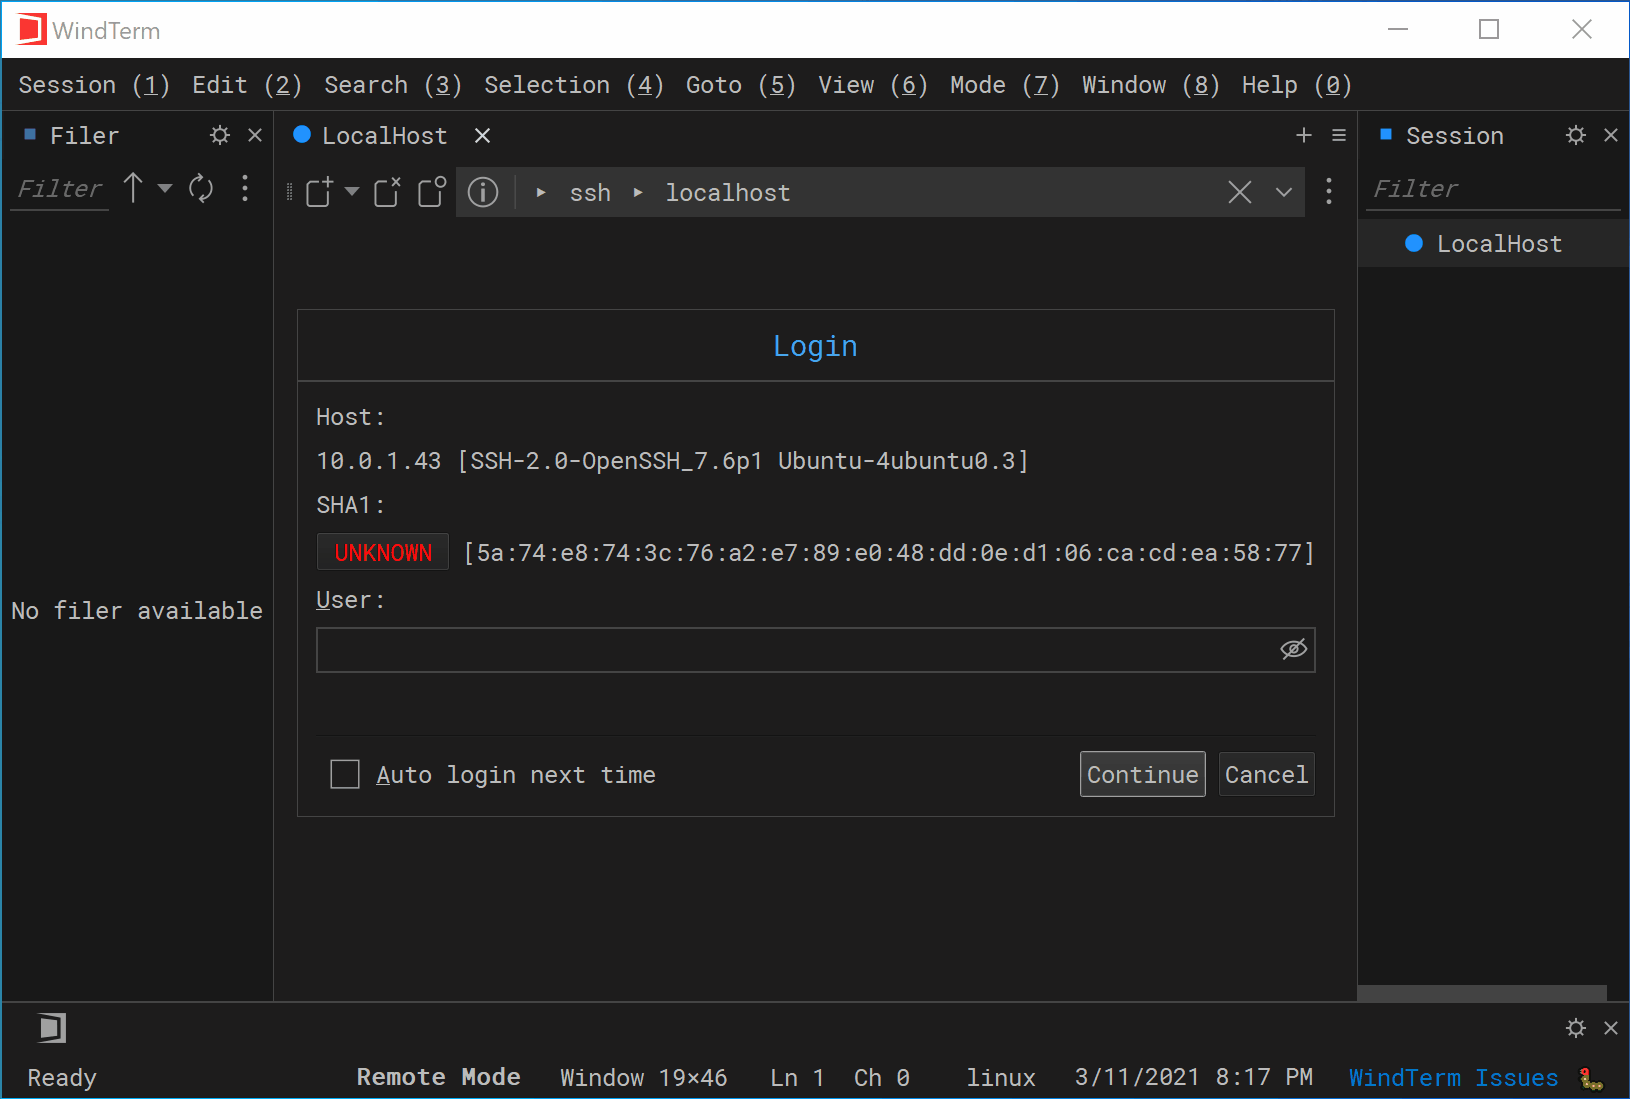 WindTerm
Session (1) Edit (2) Search (3) Selection (4) Goto (5) View (6) Mode (7) Window (8) Help (0)
Filer
LocalHost
Session
Filter
ssh localhost
Filter
LocalHost
Login
Host:
10.0.1.43 [SSH-2.0-OpenSSH_7.6p1 Ubuntu-4ubuntu0.3]
SHA1:
UNKNOWN [5a:74:e8:74:3c:76:a2:e7:89:e0:48:dd:0e:d1:06:ca:cd:ea:58:77]
User:
No filer available
Auto login next time
Continue Cancel
Ready Remote Mode Window 19×46 Ln 1 Ch 0 linux 3/11/2021 8:17 PM WindTerm Issues